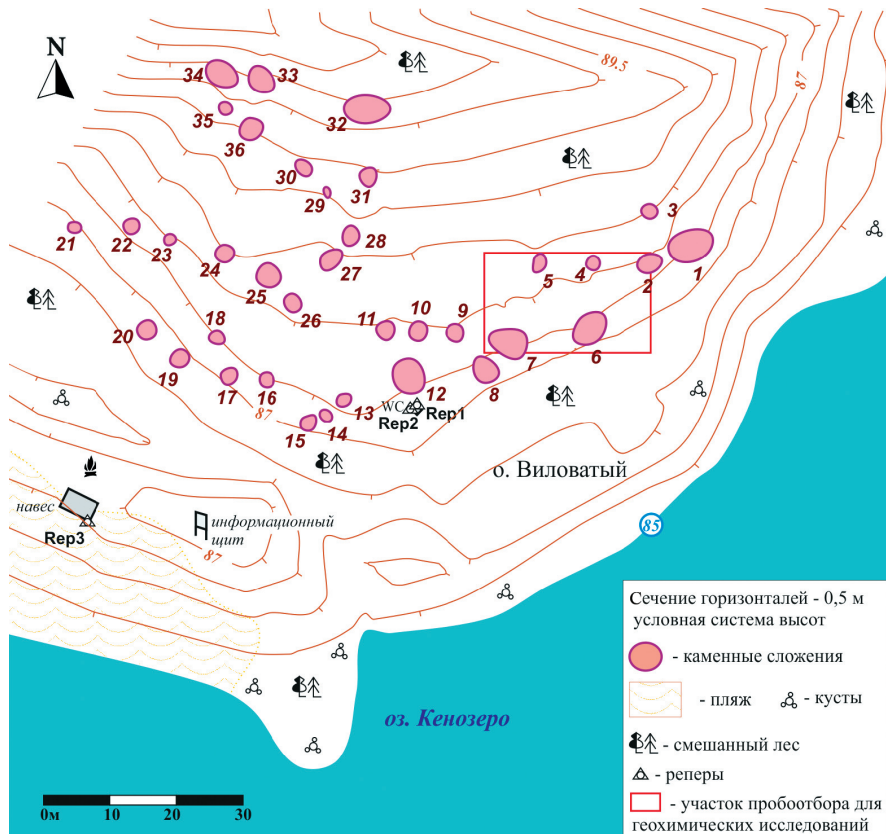 N
34
33
89.5
87
35
32
36
30
31
29
3
21
22
23
24
28
27
1
5
4
2
25
26
18
11
10
9
20
6
7
19
17
16
12
8
13
WC
Rep1
87
15
14
Rep2
о. Виловатый
навес
информационный
щит
Rep3
87
85
оз. Кенозеро
0м
10
20
30
Сечение горизонталей - 0,5 м
условная система высот
- каменные сложения
- пляж
- кусты
- смешанный лес
- реперы
- участок пробоотбора для
геохимических исследований